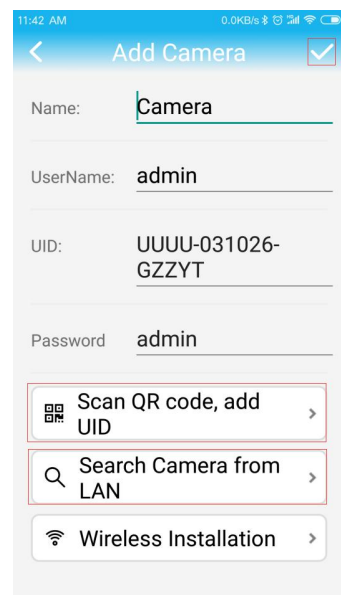 11:42 AM 0.0KB/s
Add Camera
Name: Camera
UserName: admin
UID: UUUU-031026-
GZZYT
Password admin
Scan QR code, add
UID
Search Camera from
LAN
Wireless Installation